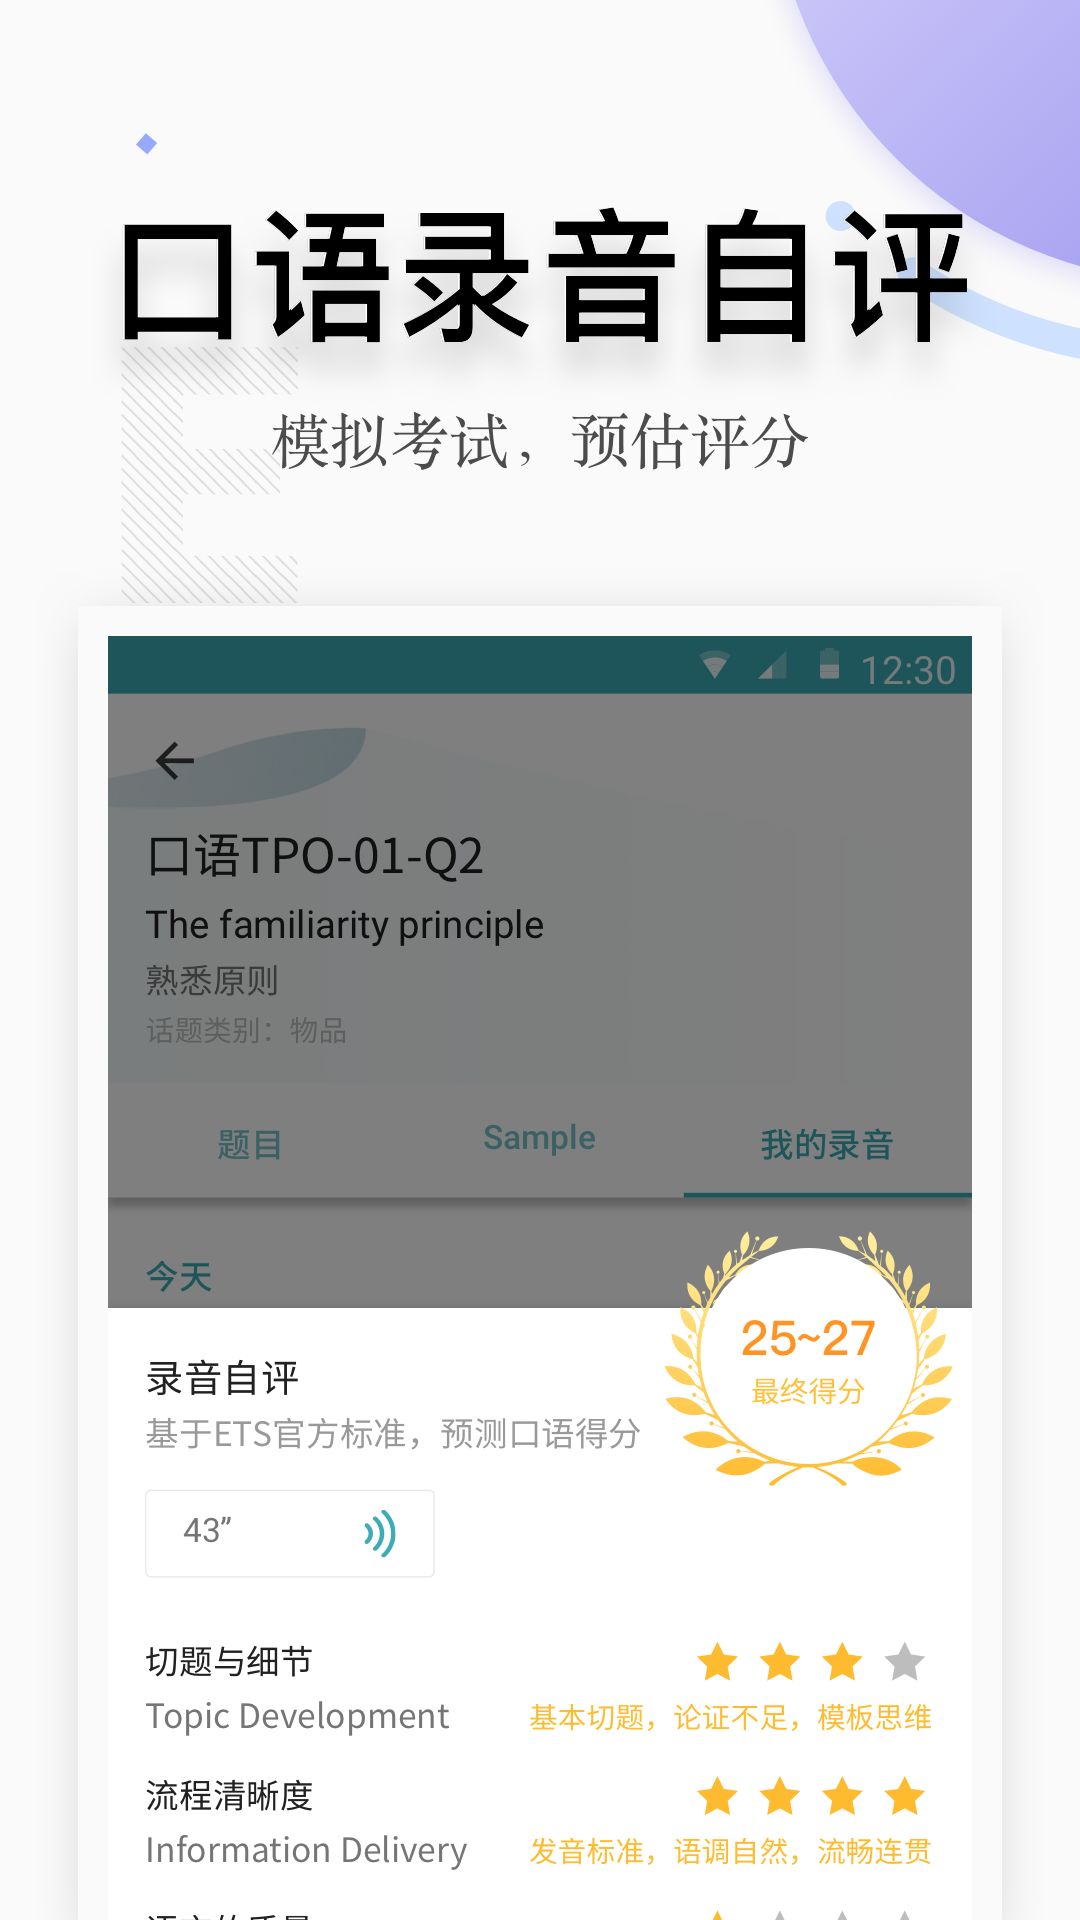 口语录音自评
模拟考试，预估评分
12:30
口语TPO-01-Q2
The familiarity principle
熟悉原则
话题类别：物品
题目
Sample
我的录音
今天
25~27
最终得分
录音自评
基于ETS官方标准，预测口语得分
43”
切题与细节
Topic Development
基本切题，论证不足，模板思维
流程清晰度
Information Delivery
发音标准，语调自然，流畅连贯